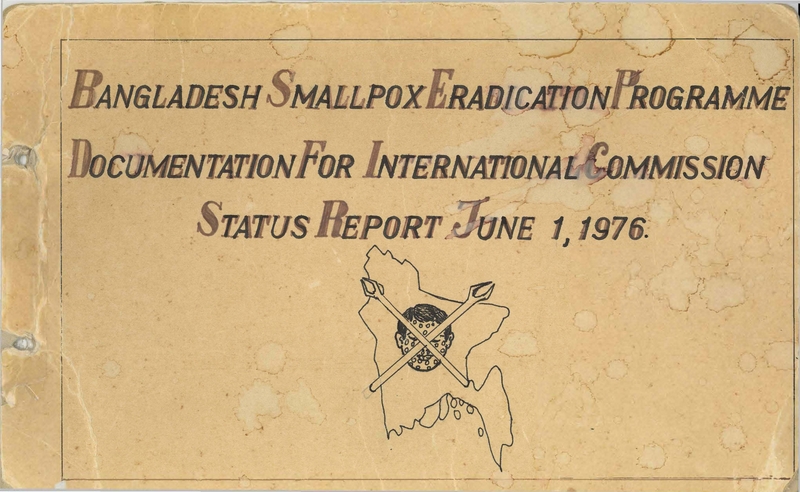 BANGLADESH SMALLPOX ERADICATION PROGRAMME
DOCUMENTATION FOR INTERNATIONAL COMMISSION
STATUS REPORT JUNE 1, 1976.